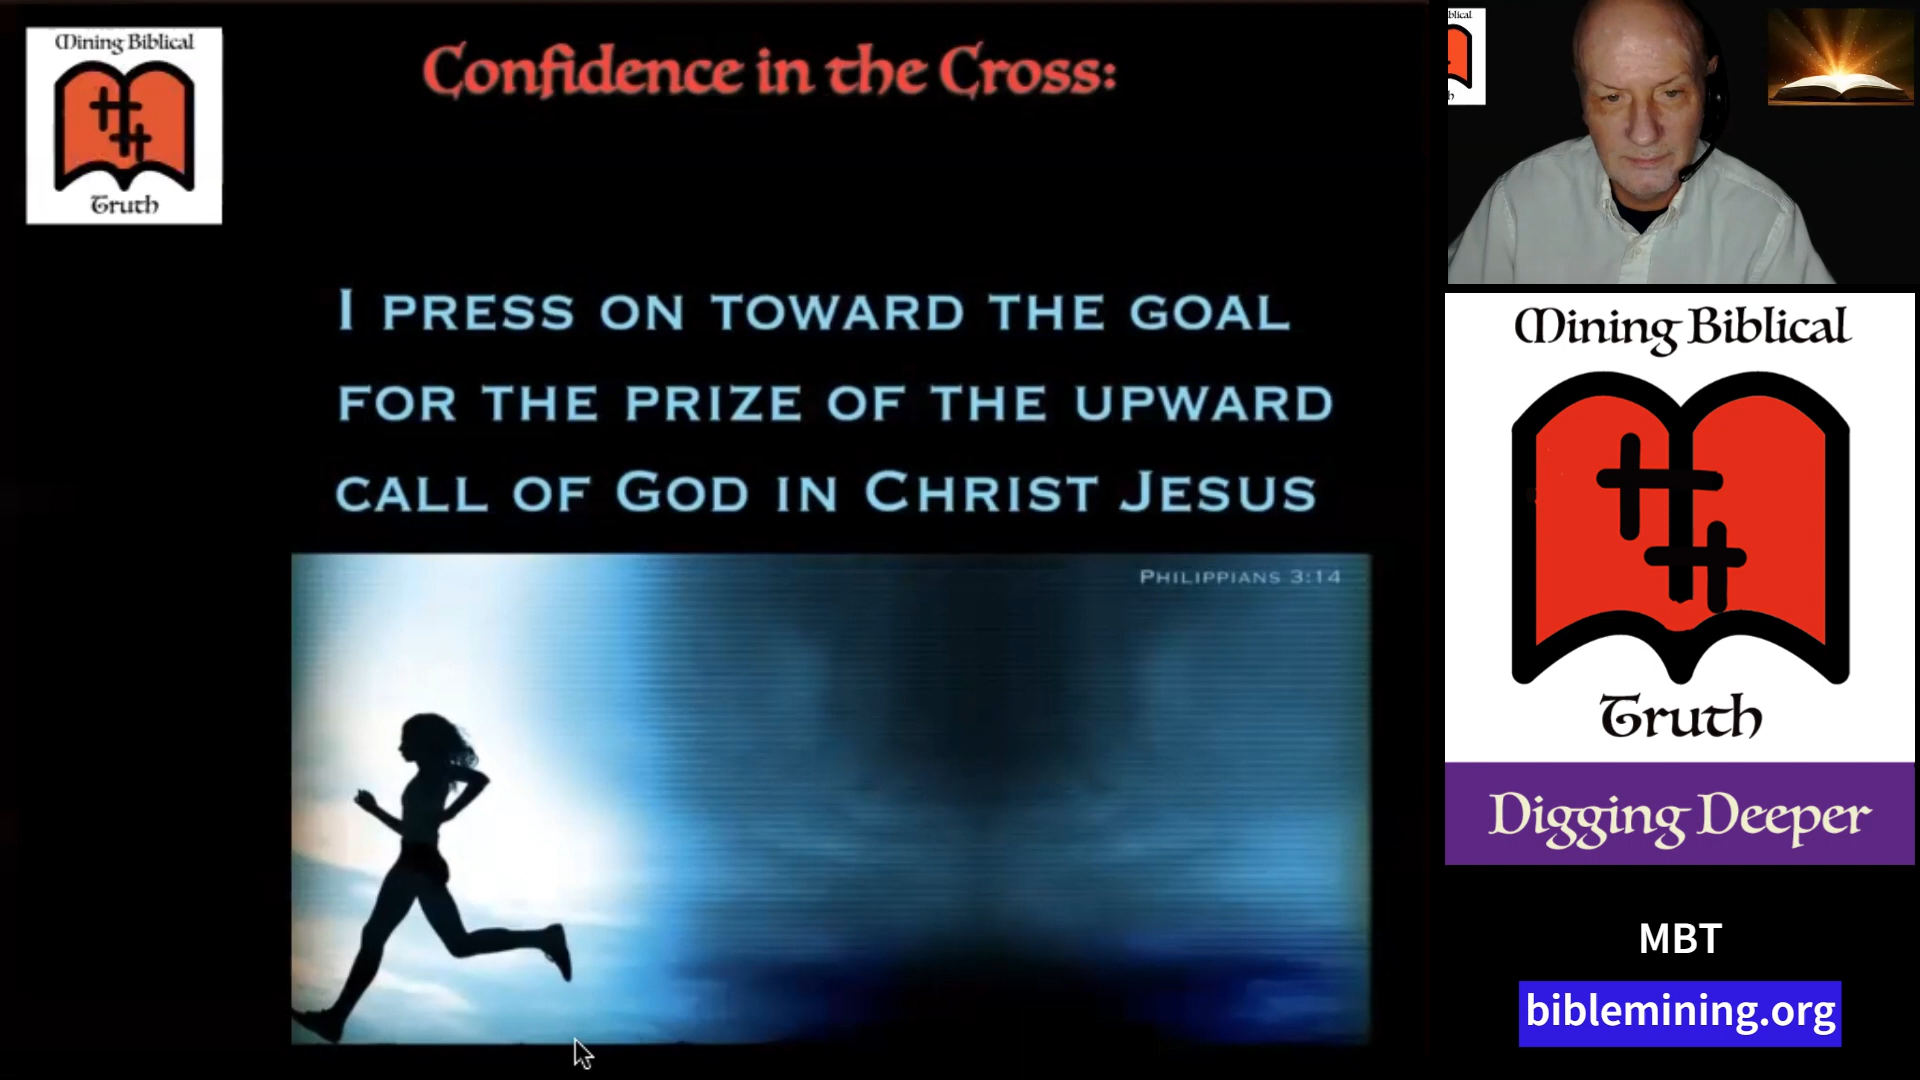 Mining Biblical
Truth
Confidence in the Cross:
I PRESS ON TOWARD THE GOAL
FOR THE PRIZE OF THE UPWARD
CALL OF GOD IN CHRIST JESUS
PHILIPPIANS 3:14
blical
h
Mining Biblical
Truth
Digging Deeper
MBT
biblemining.org